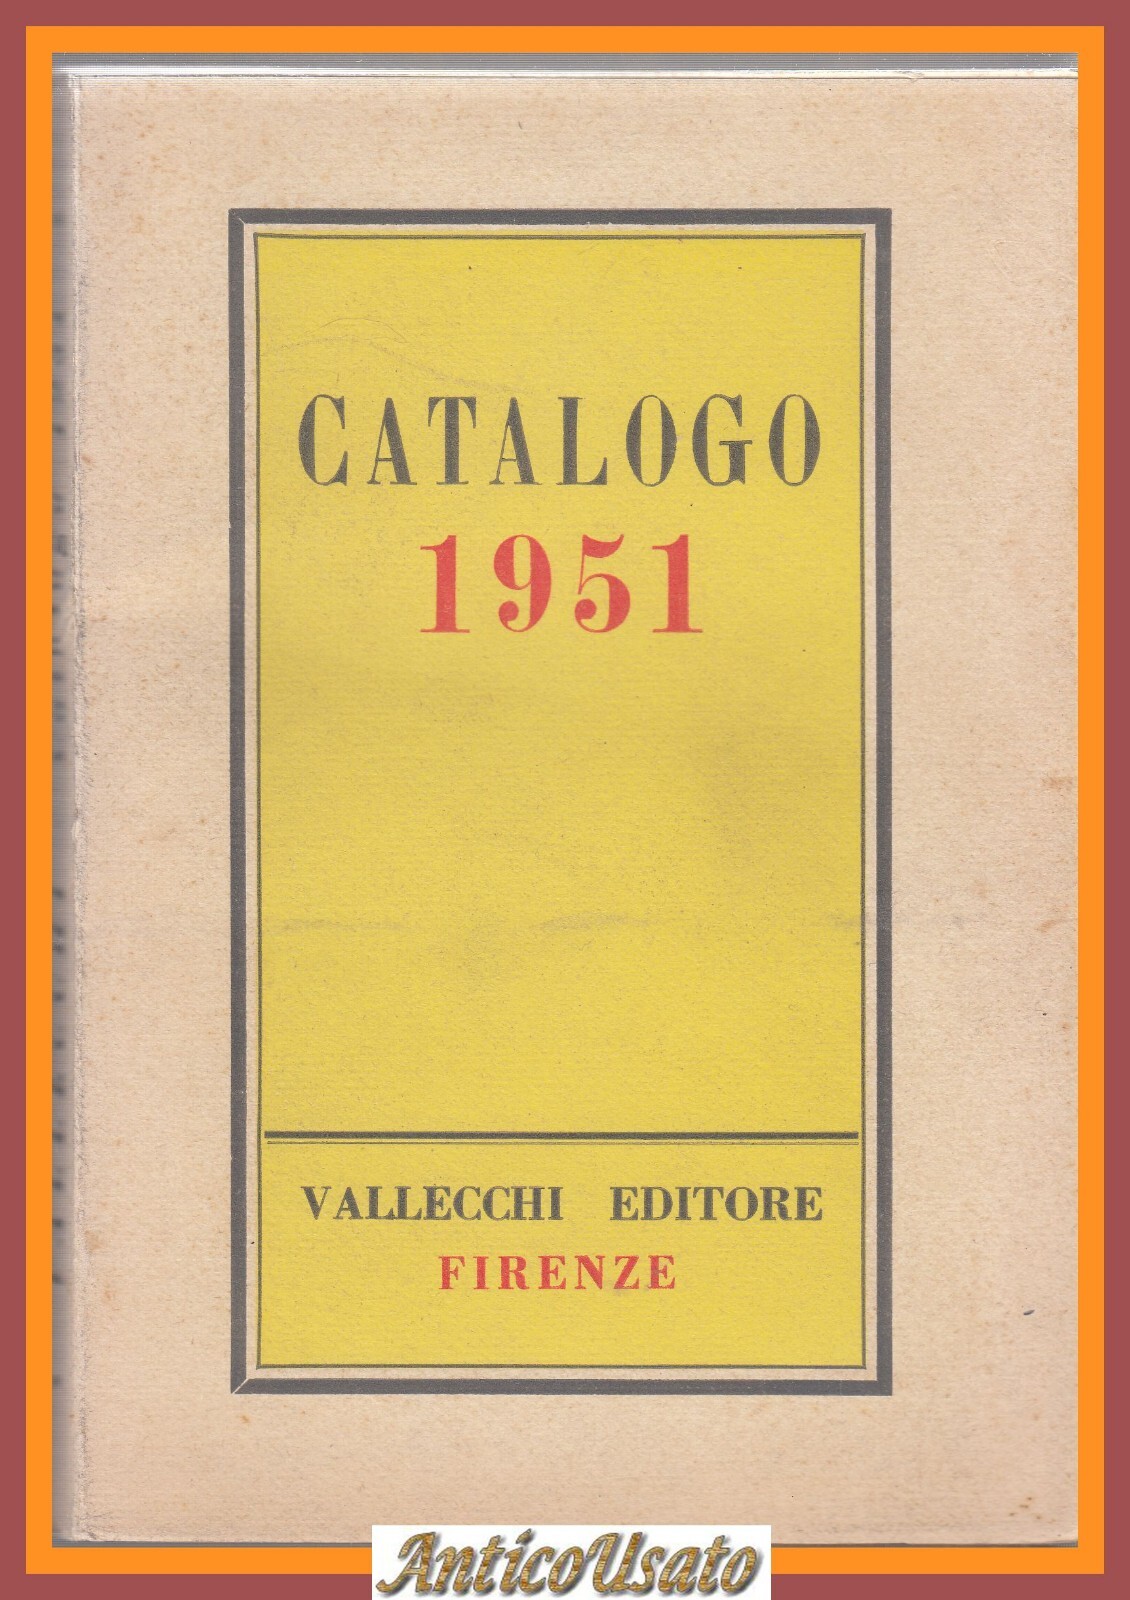 CATALOGO
1951
VALLECCHI EDITORE
FIRENZE
AnticoUsato